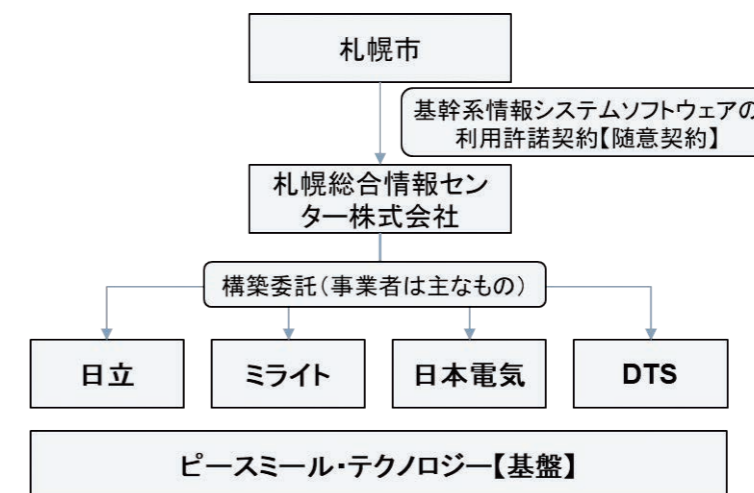 札幌市
基幹系情報システムソフトウェアの
利用許諾契約【随意契約】
札幌総合情報セン
ター株式会社
構築委託（事業者は主なもの）
日立
ミライト
日本電気
DTS
ピースミール・テクノロジー【基盤】